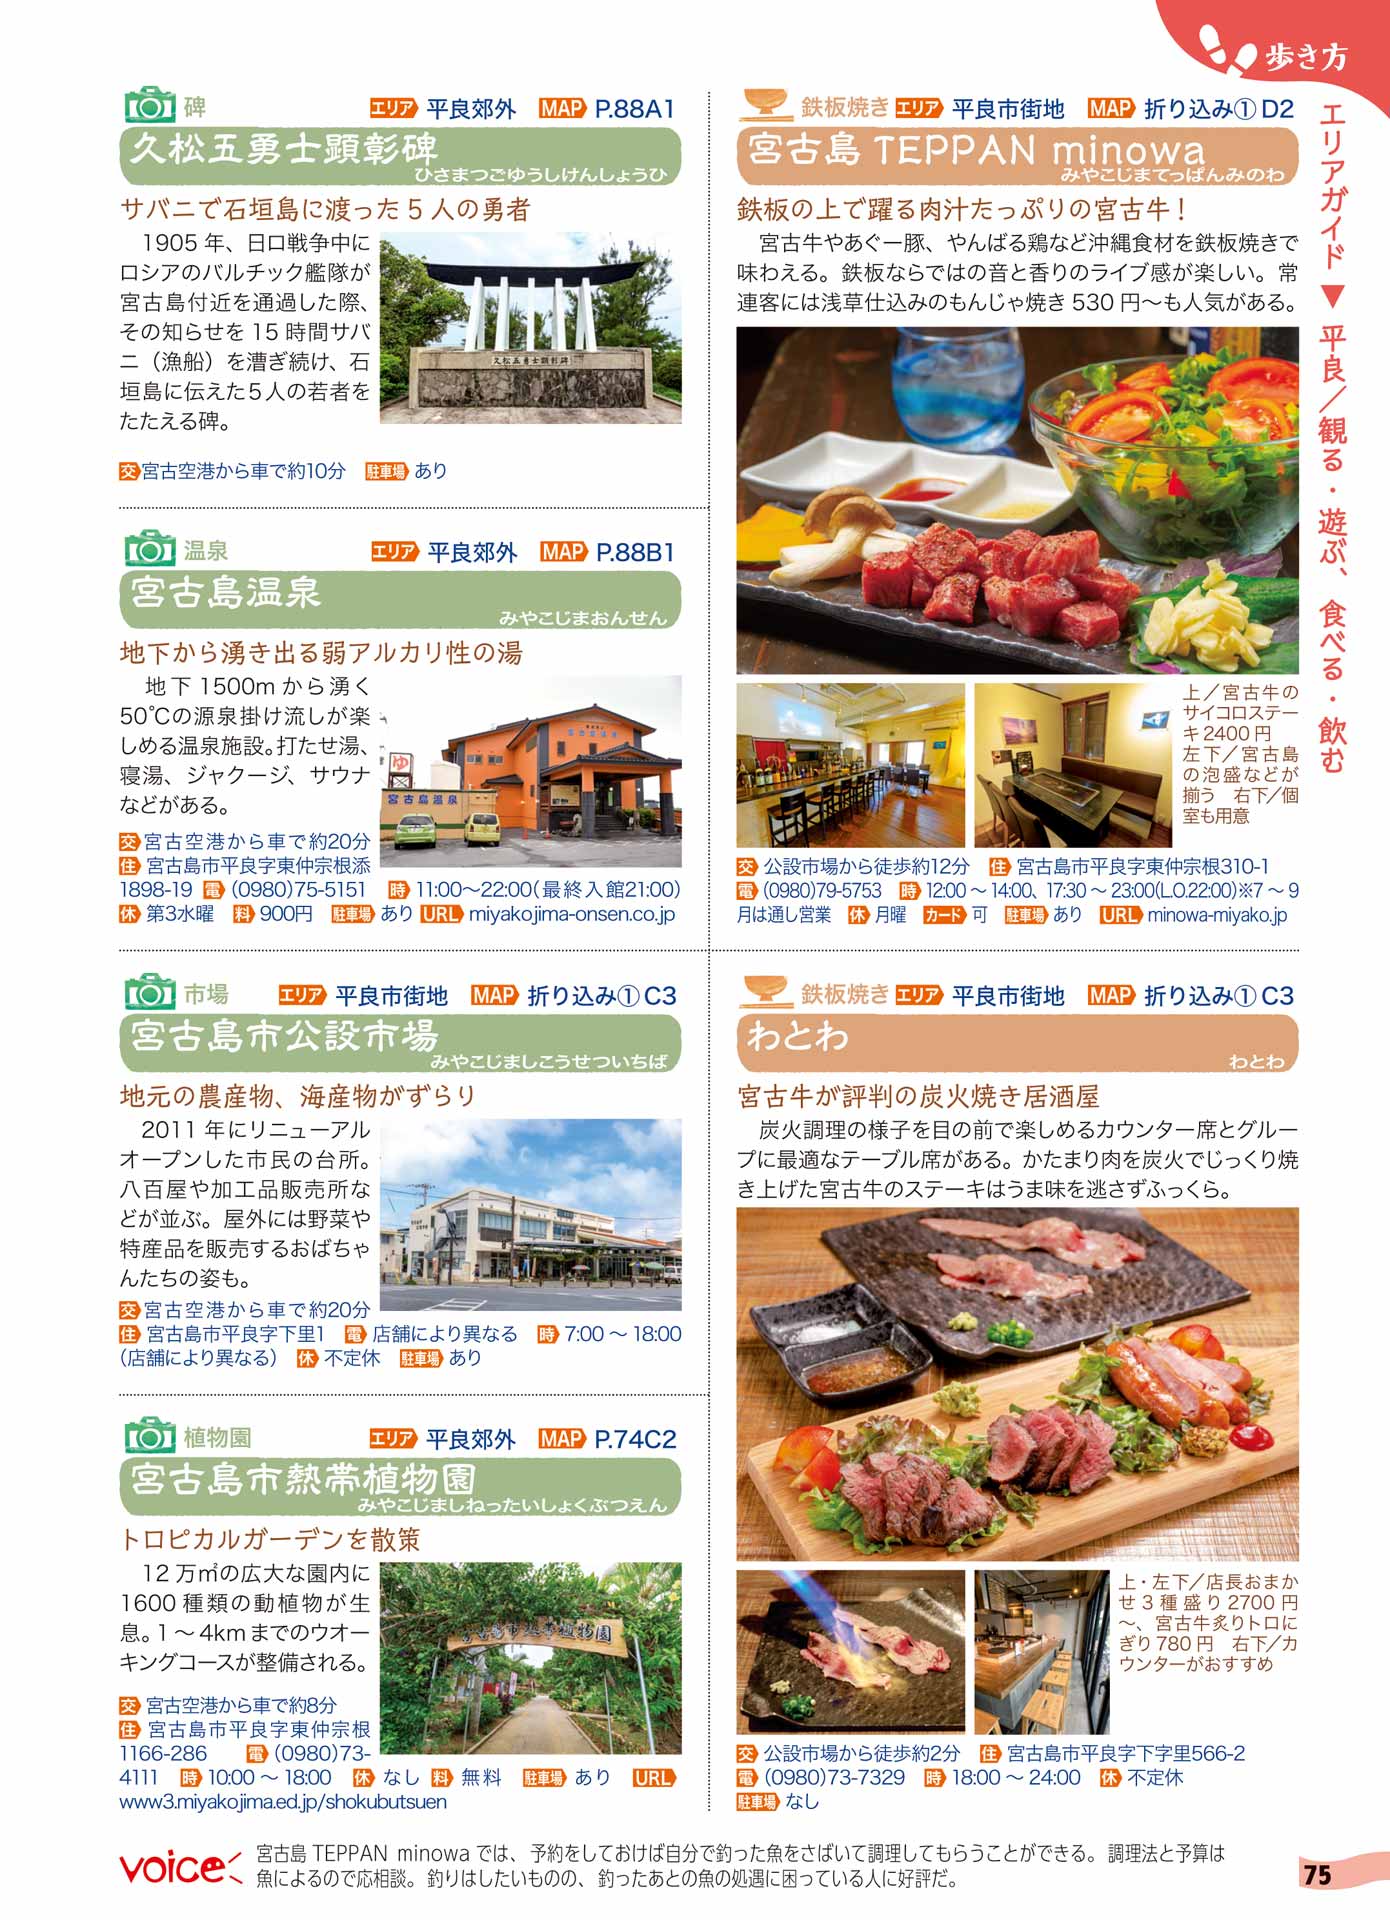 歩き方
エリアガイド ▼ 平良／観る・遊ぶ、食べる・飲む
碑 エリア 平良郊外 MAP P.88A1
久松五勇士顕彰碑
ひさまつごゆうしけんしょうひ
サバニで石垣島に渡った5人の勇者
1905年、日ロ戦争中に
ロシアのバルチック艦隊が
宮古島付近を通過した際、
その知らせを15時間サバ
ニ（漁船）を漕ぎ続け、石
垣島に伝えた5人の若者を
たたえる碑。
久松五勇士顕彰碑
交 宮古空港から車で約10分 駐車場 あり
温泉 エリア 平良郊外 MAP P.88B1
宮古島温泉
みやこじまおんせん
地下から湧き出る弱アルカリ性の湯
地下1500mから湧く
50℃の源泉掛け流しが楽
しめる温泉施設。打たせ湯、
寝湯、ジャクージ、サウナ
などがある。
ゆ
宮古島温泉
宮古島温泉
交 宮古空港から車で約20分
住 宮古島市平良字東仲宗根添
1898-19 電 (0980)75-5151 時 11:00～22:00(最終入館21:00)
休 第3水曜 料 900円 駐車場 あり URL miyakojima-onsen.co.jp
市場 エリア 平良市街地 MAP 折り込み①C3
宮古島市公設市場
みやこじましこうせついちば
地元の農産物、海産物がずらり
2011年にリニューアル
オープンした市民の台所。
八百屋や加工品販売所な
どが並ぶ。屋外には野菜や
特産品を販売するおばちゃ
んたちの姿も。
交 宮古空港から車で約20分
住 宮古島市平良字下里1 電 店舗により異なる 時 7:00～18:00
(店舗により異なる) 休 不定休 駐車場 あり
植物園 エリア 平良郊外 MAP P.74C2
宮古島市熱帯植物園
みやこじましねったいしょくぶつえん
トロピカルガーデンを散策
12万㎡の広大な園内に
1600種類の動植物が生
息。1～4kmまでのウオー
キングコースが整備される。
宮古島市熱帯植物園
交 宮古空港から車で約8分
住 宮古島市平良字東仲宗根
1166-286 電 (0980)73-
4111 時 10:00～18:00 休 なし 料 無料 駐車場 あり URL
www3.miyakojima.ed.jp/shokubutsuen
鉄板焼き エリア 平良市街地 MAP 折り込み①D2
宮古島 TEPPAN minowa
みやこじまてっぱんみのわ
鉄板の上で躍る肉汁たっぷりの宮古牛！
宮古牛やあぐー豚、やんばる鶏など沖縄食材を鉄板焼きで
味わえる。鉄板ならではの音と香りのライブ感が楽しい。常
連客には浅草仕込みのもんじゃ焼き530円～も人気がある。
上／宮古牛の
サイコロステー
キ2400円
左下／宮古島
の泡盛などが
揃う 右下／個
室も用意
交 公設市場から徒歩約12分 住 宮古島市平良字東仲宗根310-1
電 (0980)79-5753 時 12:00～14:00、17:30～23:00(L.O.22:00)※7～9
月は通し営業 休 月曜 カード 可 駐車場 あり URL minowa-miyako.jp
鉄板焼き エリア 平良市街地 MAP 折り込み①C3
わとわ
わとわ
宮古牛が評判の炭火焼き居酒屋
炭火調理の様子を目の前で楽しめるカウンター席とグルー
プに最適なテーブル席がある。かたまり肉を炭火でじっくり焼
き上げた宮古牛のステーキはうま味を逃さずふっくら。
上・左下／店長おまか
せ3種盛り2700円
～、宮古牛炙りトロに
ぎり780円 右下／カ
ウンターがおすすめ
交 公設市場から徒歩約2分 住 宮古島市平良字下字里566-2
電 (0980)73-7329 時 18:00～24:00 休 不定休
駐車場 なし
voice 宮古島 TEPPAN minowaでは、予約をしておけば自分で釣った魚をさばいて調理してもらうことができる。調理法と予算は
魚によるので応相談。釣りはしたいものの、釣ったあとの魚の処遇に困っている人に好評だ。
75